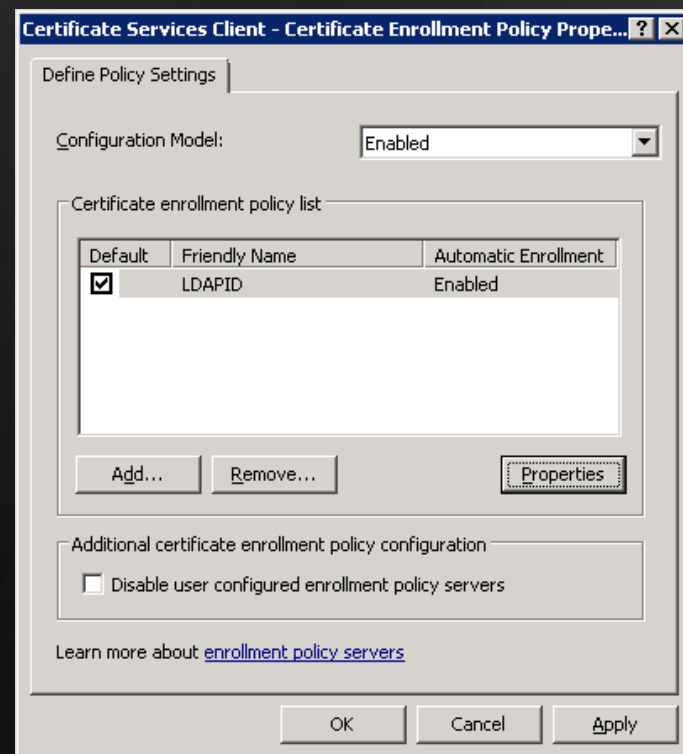 Certificate Services Client - Certificate Enrollment Policy Prope...
Define Policy Settings
Configuration Model: Enabled
Certificate enrollment policy list
Default Friendly Name Automatic Enrollment
LDAPID Enabled
Add... Remove... Properties
Additional certificate enrollment policy configuration
Disable user configured enrollment policy servers
Learn more about enrollment policy servers
OK Cancel Apply